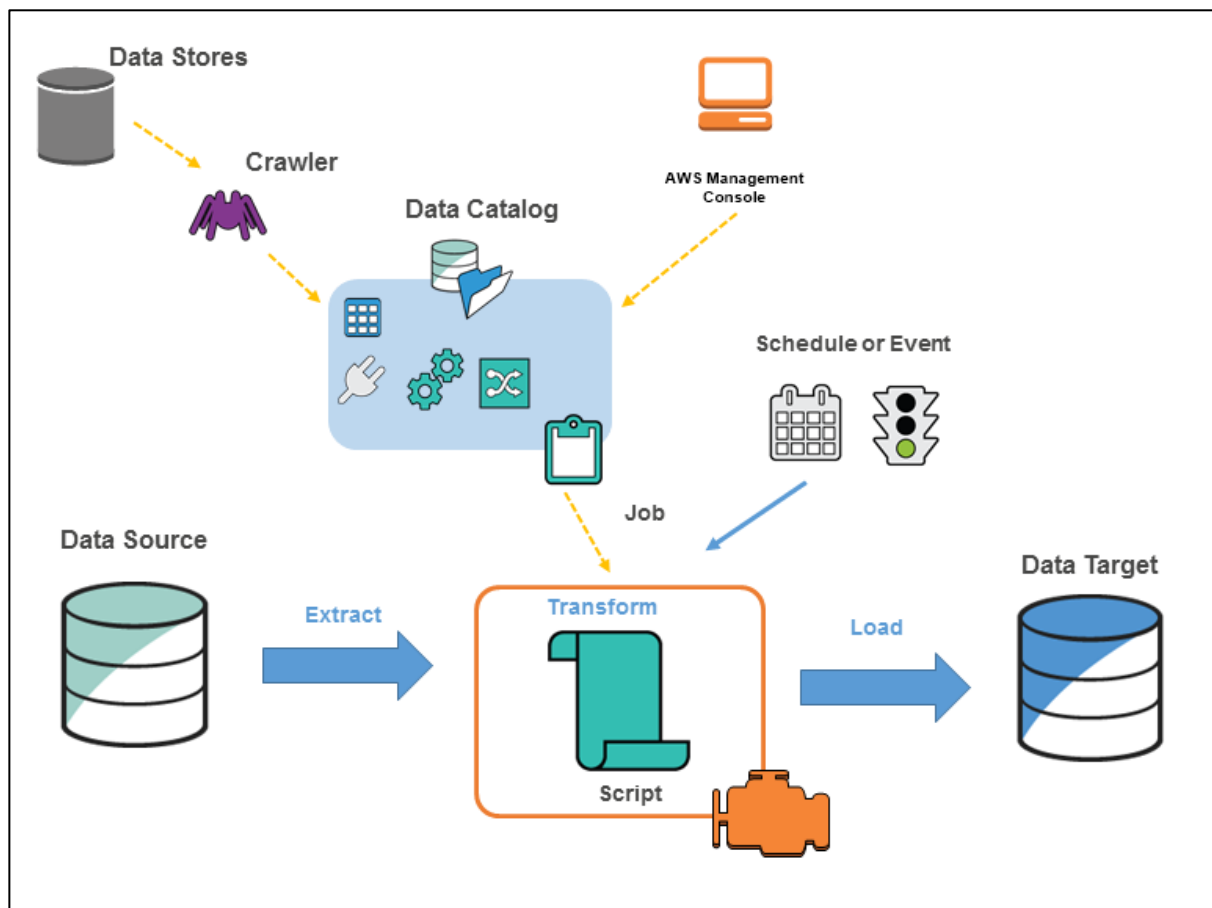 Data Stores
Crawler
AWS Management
Console
Data Catalog
Schedule or Event
Job
Data Source
Data Target
Extract
Transform
Load
Script